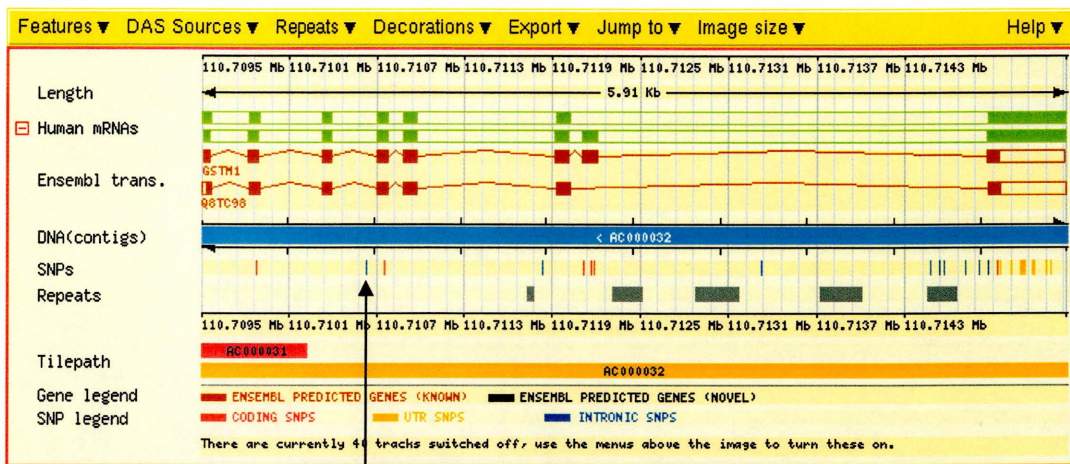 Features ▼ DAS Sources ▼ Repeats ▼ Decorations ▼ Export ▼ Jump to ▼ Image size ▼ Help ▼
110.7095 Mb 110.7101 Mb 110.7107 Mb 110.7113 Mb 110.7119 Mb 110.7125 Mb 110.7131 Mb 110.7137 Mb 110.7143 Mb
Length 5.91 Kb
Human mRNAs
GSTM1
Ensembl trans.
Q8TC98
DNA(contigs) < AC000032
SNPs
Repeats
110.7095 Mb 110.7101 Mb 110.7107 Mb 110.7113 Mb 110.7119 Mb 110.7125 Mb 110.7131 Mb 110.7137 Mb 110.7143 Mb
AC000031
Tilepath
AC000032
Gene legend ENSEMBL PREDICTED GENES (KNOWN) ENSEMBL PREDICTED GENES (NOVEL)
SNP legend CODING SNPS UTR SNPS INTRONIC SNPS
There are currently tracks switched off, use the menus above the image to turn these on.